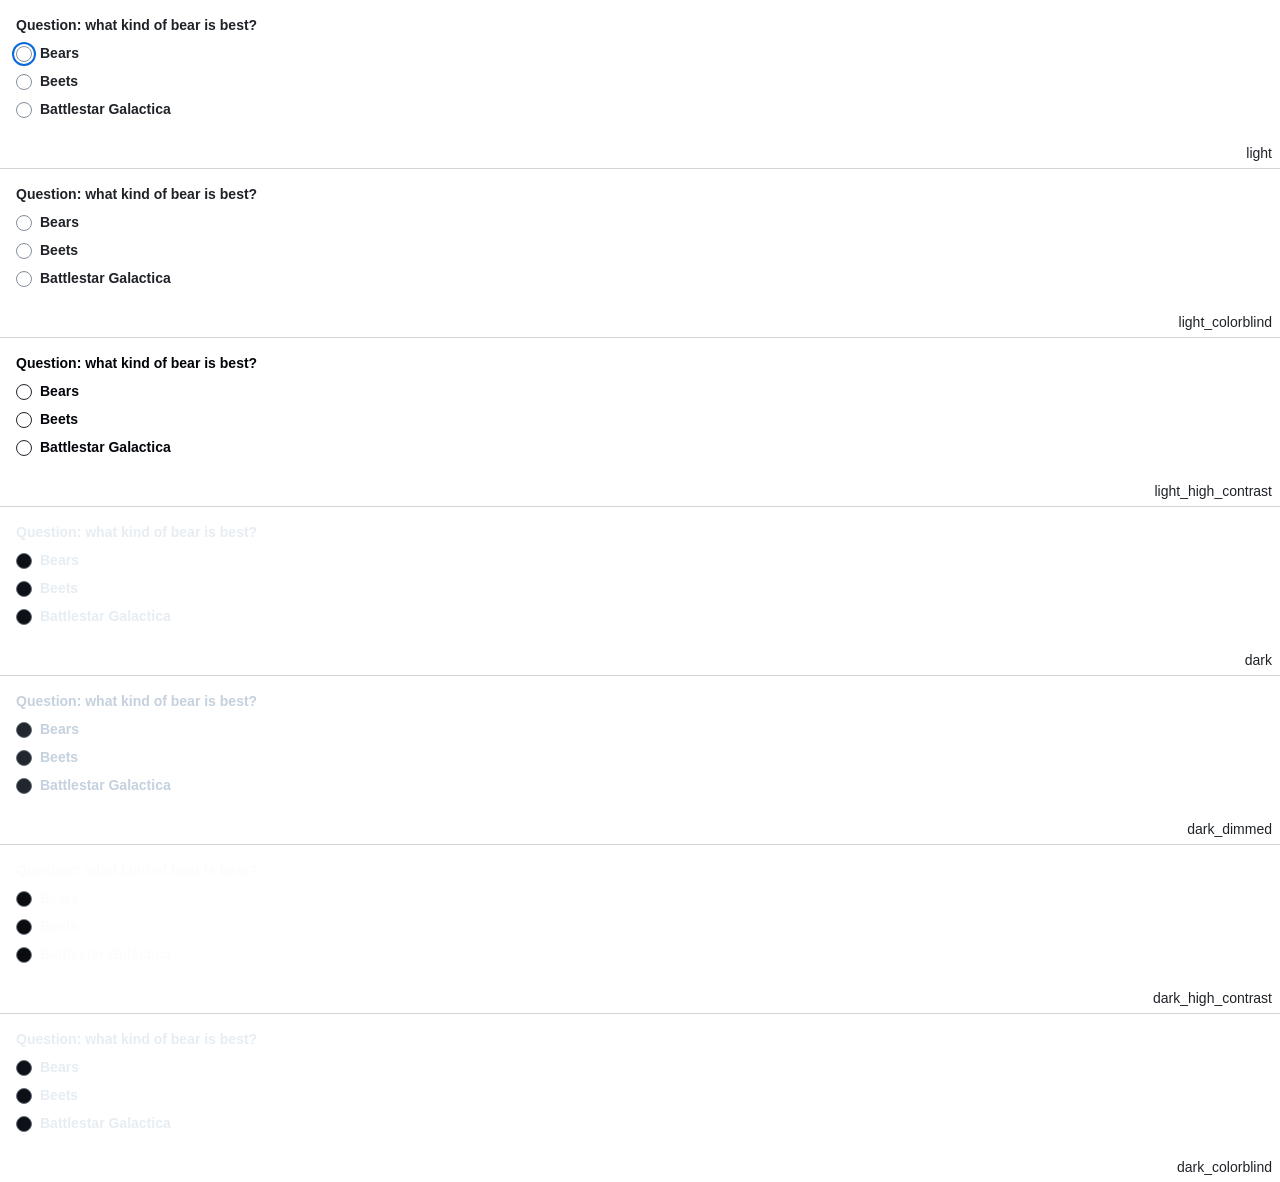 Question: what kind of bear is best?
Bears
Beets
Battlestar Galactica
light
Question: what kind of bear is best?
Bears
Beets
Battlestar Galactica
light_colorblind
Question: what kind of bear is best?
Bears
Beets
Battlestar Galactica
light_high_contrast
Question: what kind of bear is best?
Bears
Beets
Battlestar Galactica
dark
Question: what kind of bear is best?
Bears
Beets
Battlestar Galactica
dark_dimmed
Question: what kind of bear is best?
Bears
Beets
Battlestar Galactica
dark_high_contrast
Question: what kind of bear is best?
Bears
Beets
Battlestar Galactica
dark_colorblind